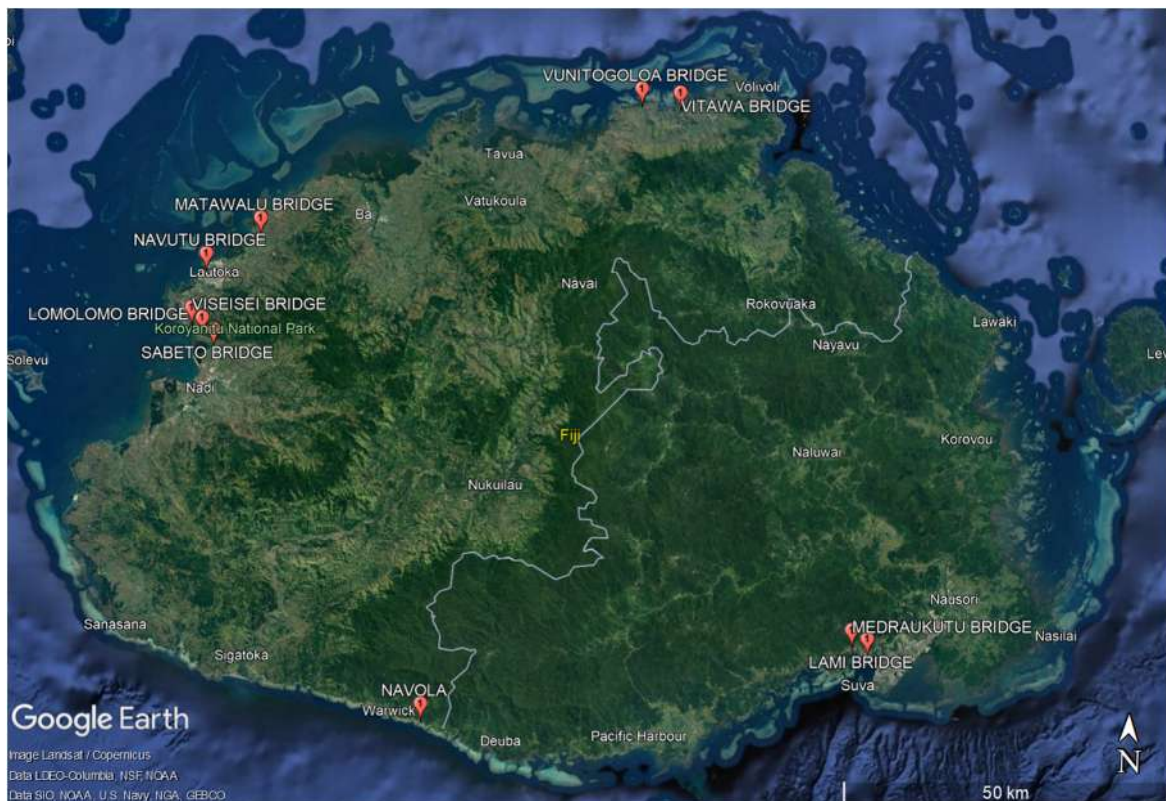 VUNITOGOLOA BRIDGE
Volivoli
VITAWA BRIDGE
Tavua
Vatukoula
MATAWALU BRIDGE
Ba
NAVUTU BRIDGE
Lautoka
Navai
Rokovuaka
LOMOLOMO BRIDGE
VISEISEI BRIDGE
Koroyanitu National Park
Lawaki
Nayavu
SABETO BRIDGE
Solevu
Lev
Nadi
Fiji
Korovou
Naluwai
Nukuilau
Nausori
Sanasana
MEDRAUKUTU BRIDGE
Nasilai
Sigatoka
LAMI BRIDGE
Suva
NAVOLA
Warwick
Deuba
Pacific Harbour
Google Earth
Image Landsat / Copernicus
Data LDEO-Columbia, NSF, NOAA
Data SIO, NOAA, U.S. Navy, NGA, GEBCO
N
50 km